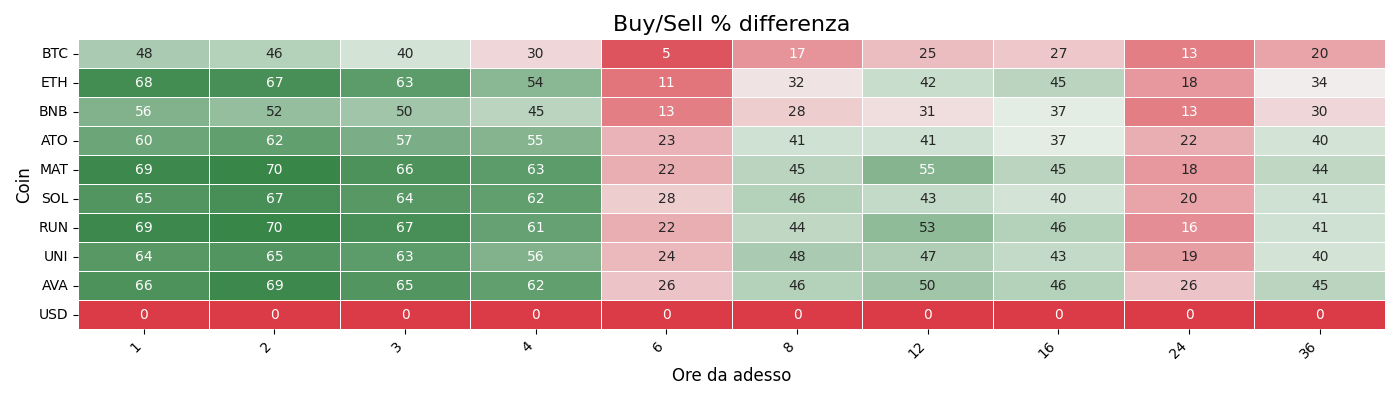 Buy/Sell % differenza
Coin
BTC 48 46 40 30 5 17 25 27 13 20
ETH 68 67 63 54 11 32 42 45 18 34
BNB 56 52 50 45 13 28 31 37 13 30
ATO 60 62 57 55 23 41 41 37 22 40
MAT 69 70 66 63 22 45 55 45 18 44
SOL 65 67 64 62 28 46 43 40 20 41
RUN 69 70 67 61 22 44 53 46 16 41
UNI 64 65 63 56 24 48 47 43 19 40
AVA 66 69 65 62 26 46 50 46 26 45
USD 0 0 0 0 0 0 0 0 0 0
1 2 3 4 6 8 12 16 24 36
Ore da adesso